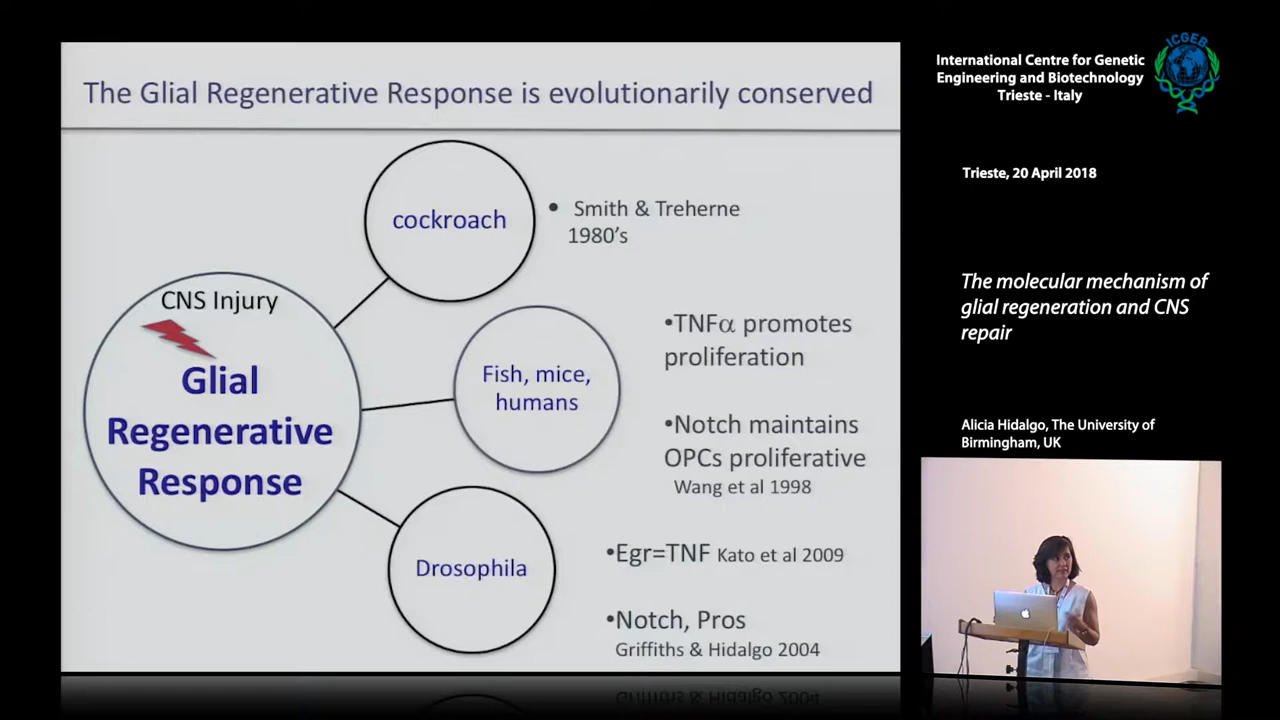 The Glial Regenerative Response is evolutionarily conserved
CNS Injury
Glial
Regenerative
Response
cockroach
• Smith & Treherne
1980's
Fish, mice,
humans
•TNFα promotes
proliferation
•Notch maintains
OPCs proliferative
Wang et al 1998
Drosophila
•Egr=TNF Kato et al 2009
•Notch, Pros
Griffiths & Hidalgo 2004
International Centre for Genetic
Engineering and Biotechnology
Trieste - Italy
ICGEB
Trieste, 20 April 2018
The molecular mechanism of
glial regeneration and CNS
repair
Alicia Hidalgo, The University of
Birmingham, UK